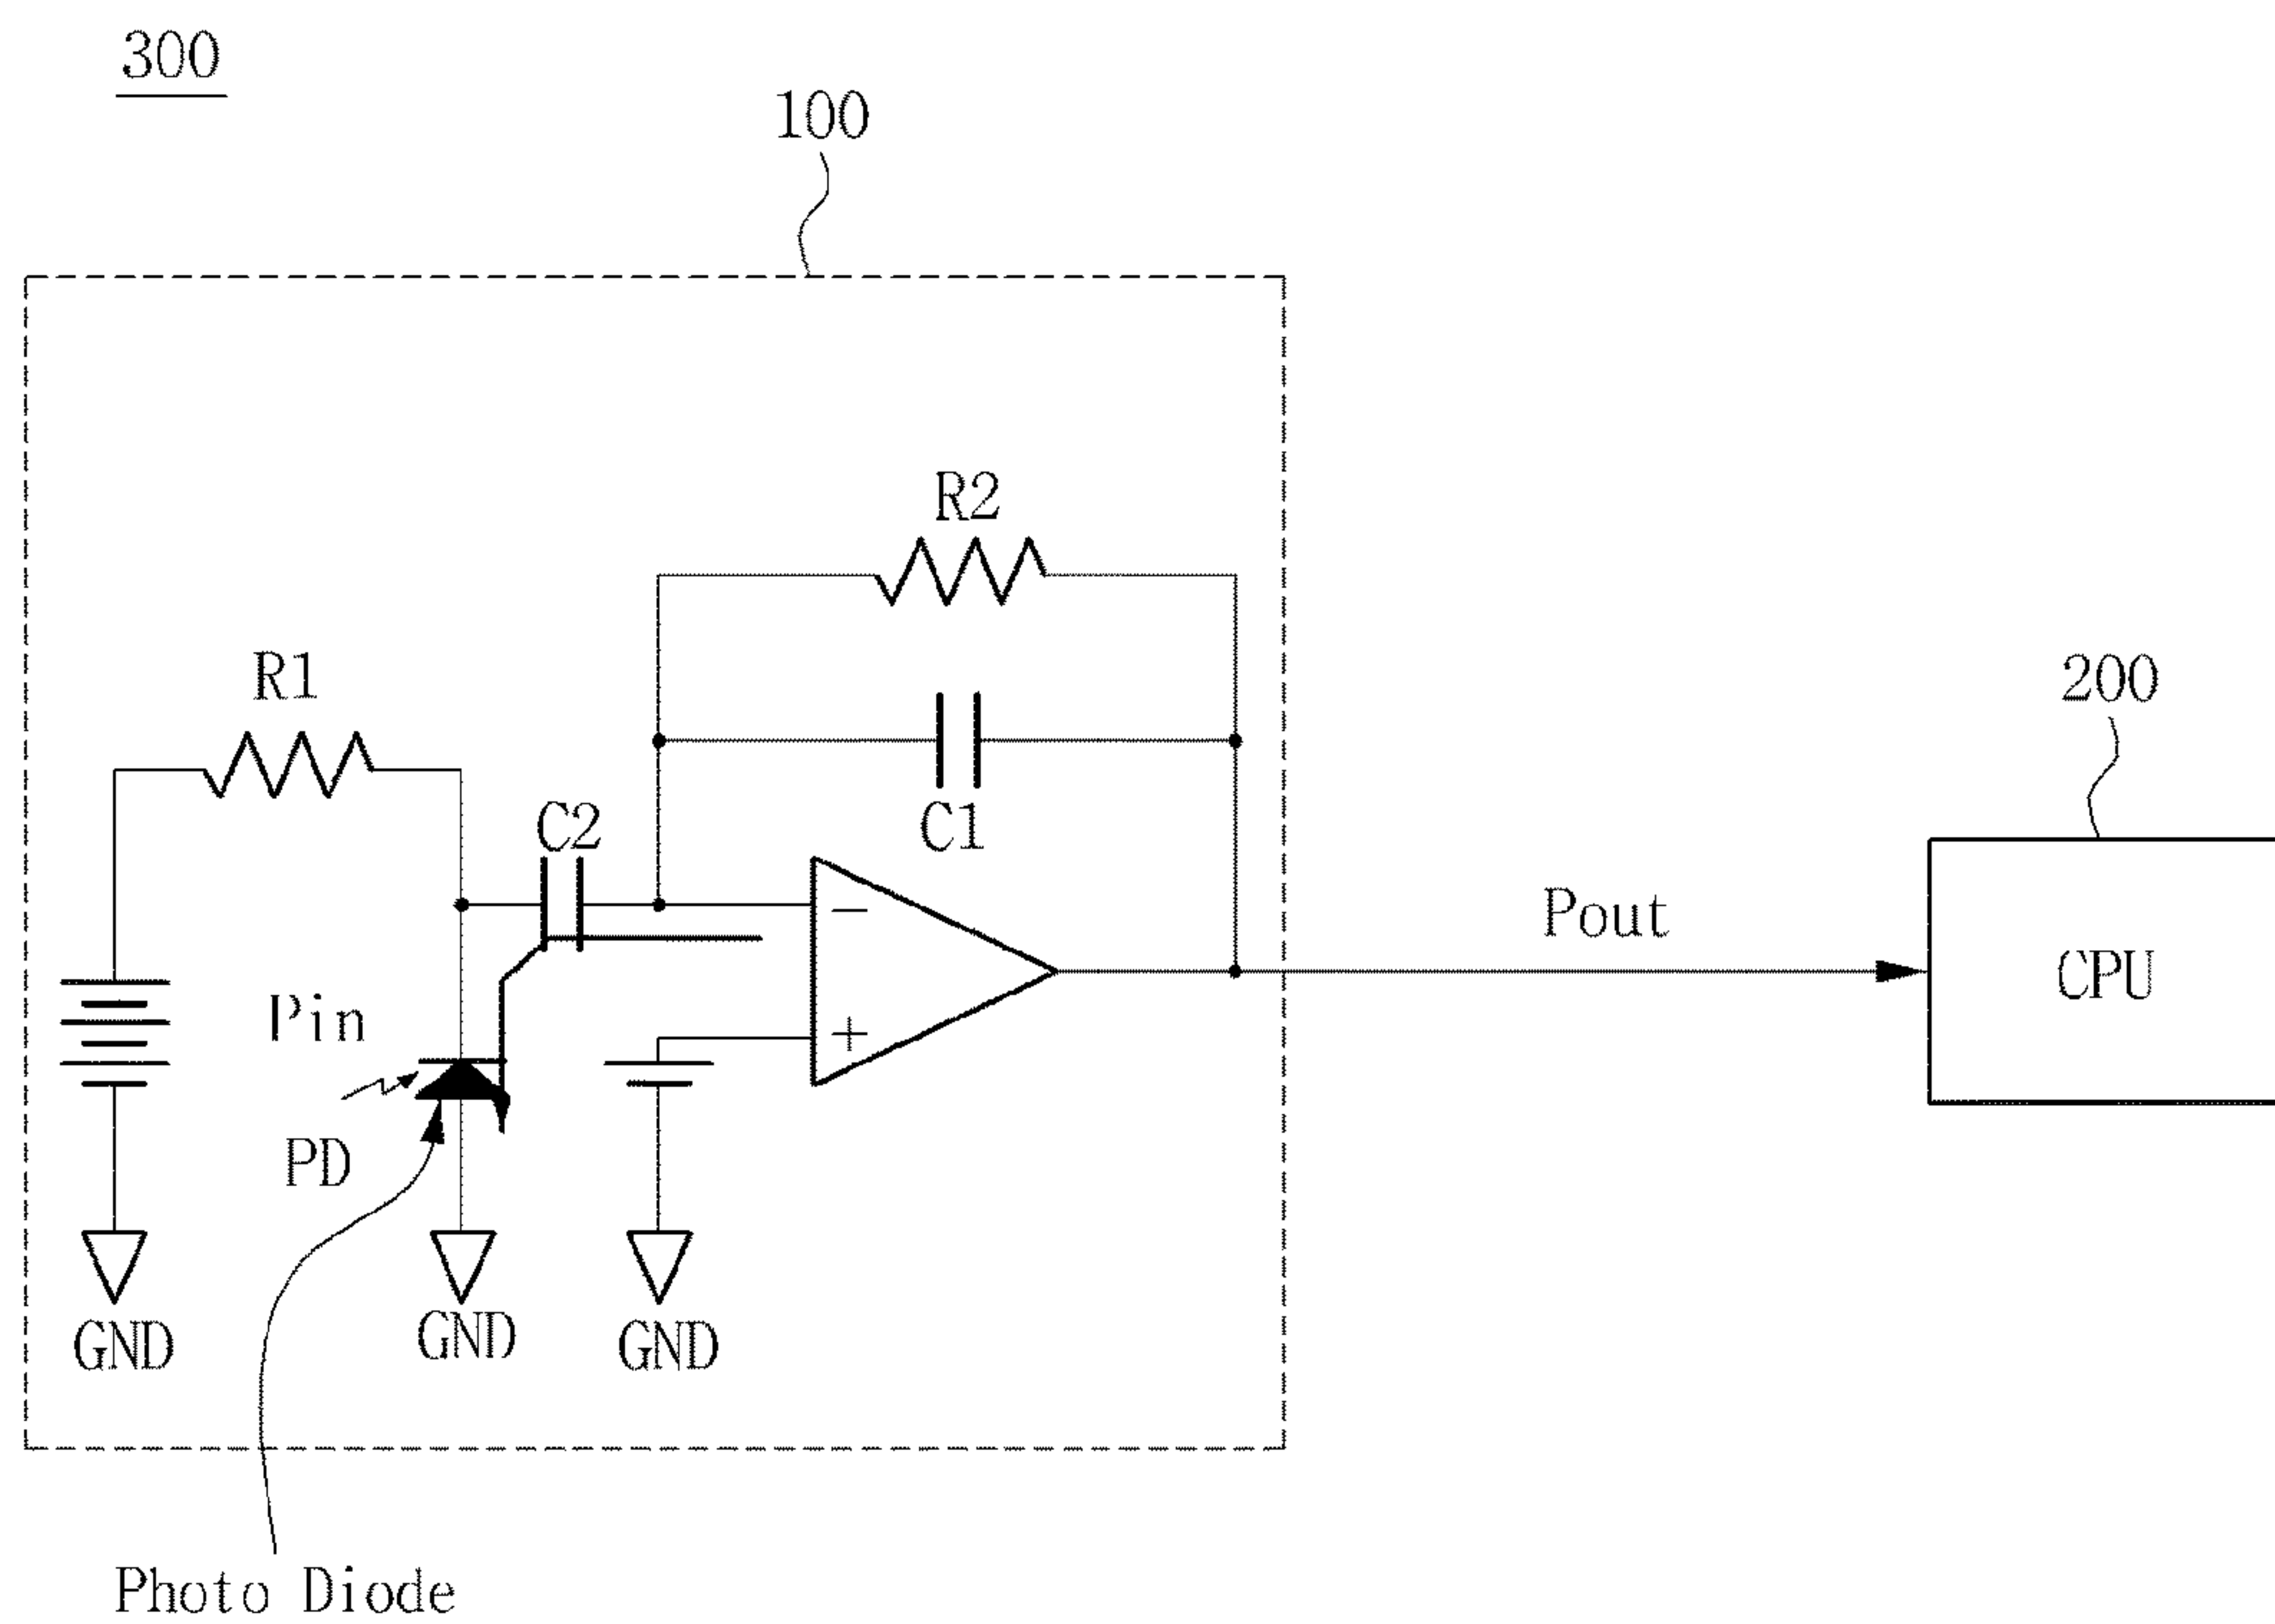 300
100
R2
R1
200
C2
C1
−
Pout
CPU
Pin
+
PD
GND
GND
GND
Photo Diode